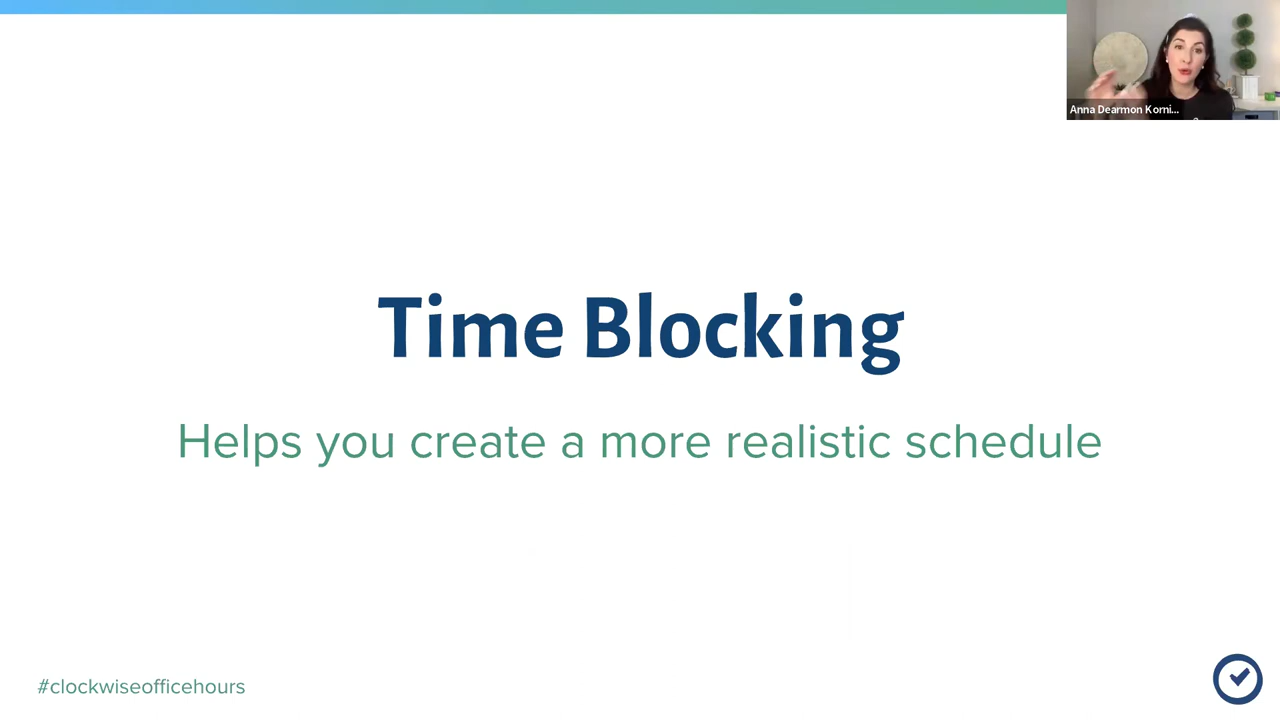 Anna Dearmon Korni...
Time Blocking
Helps you create a more realistic schedule
#clockwiseofficehours